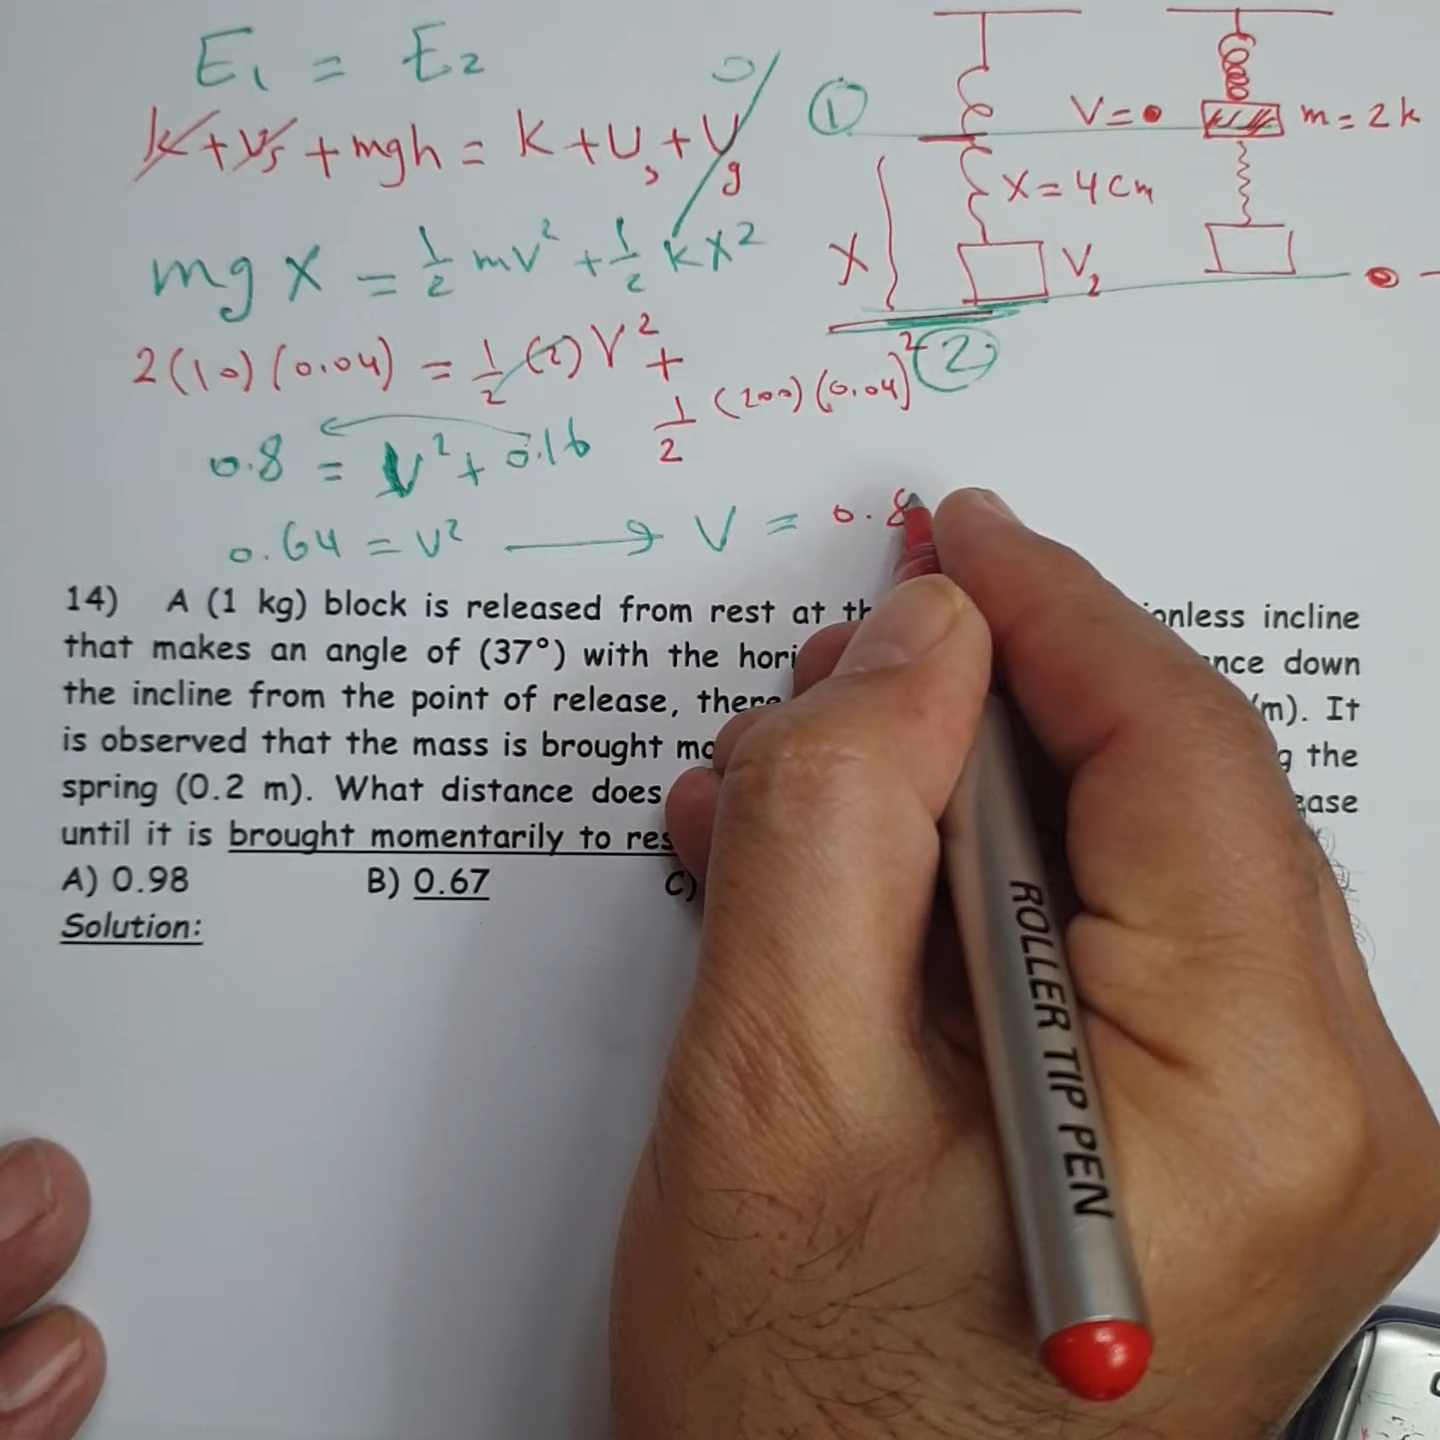 E₁ = E₂
K + Us + mgh = K + Us + Ug
0
mg x = 1/2 mv² + 1/2 kx²
2(10)(0.04) = 1/2 (2) V² +
1/2 (200)(0.04)²
0.8 = V² + 0.16
0.64 = V² → V = 0.8
①
V =
m = 2k
X = 4 cm
X
V₂
②
14) A (1 kg) block is released from rest at incline
that makes an angle of (37°) with the down
the incline from the point of release, It
is observed that the mass is brought the
spring (0.2 m). What distance does
until it is brought momentarily to
A) 0.98 B) 0.67 C)
Solution:
ROLLER TIP PEN